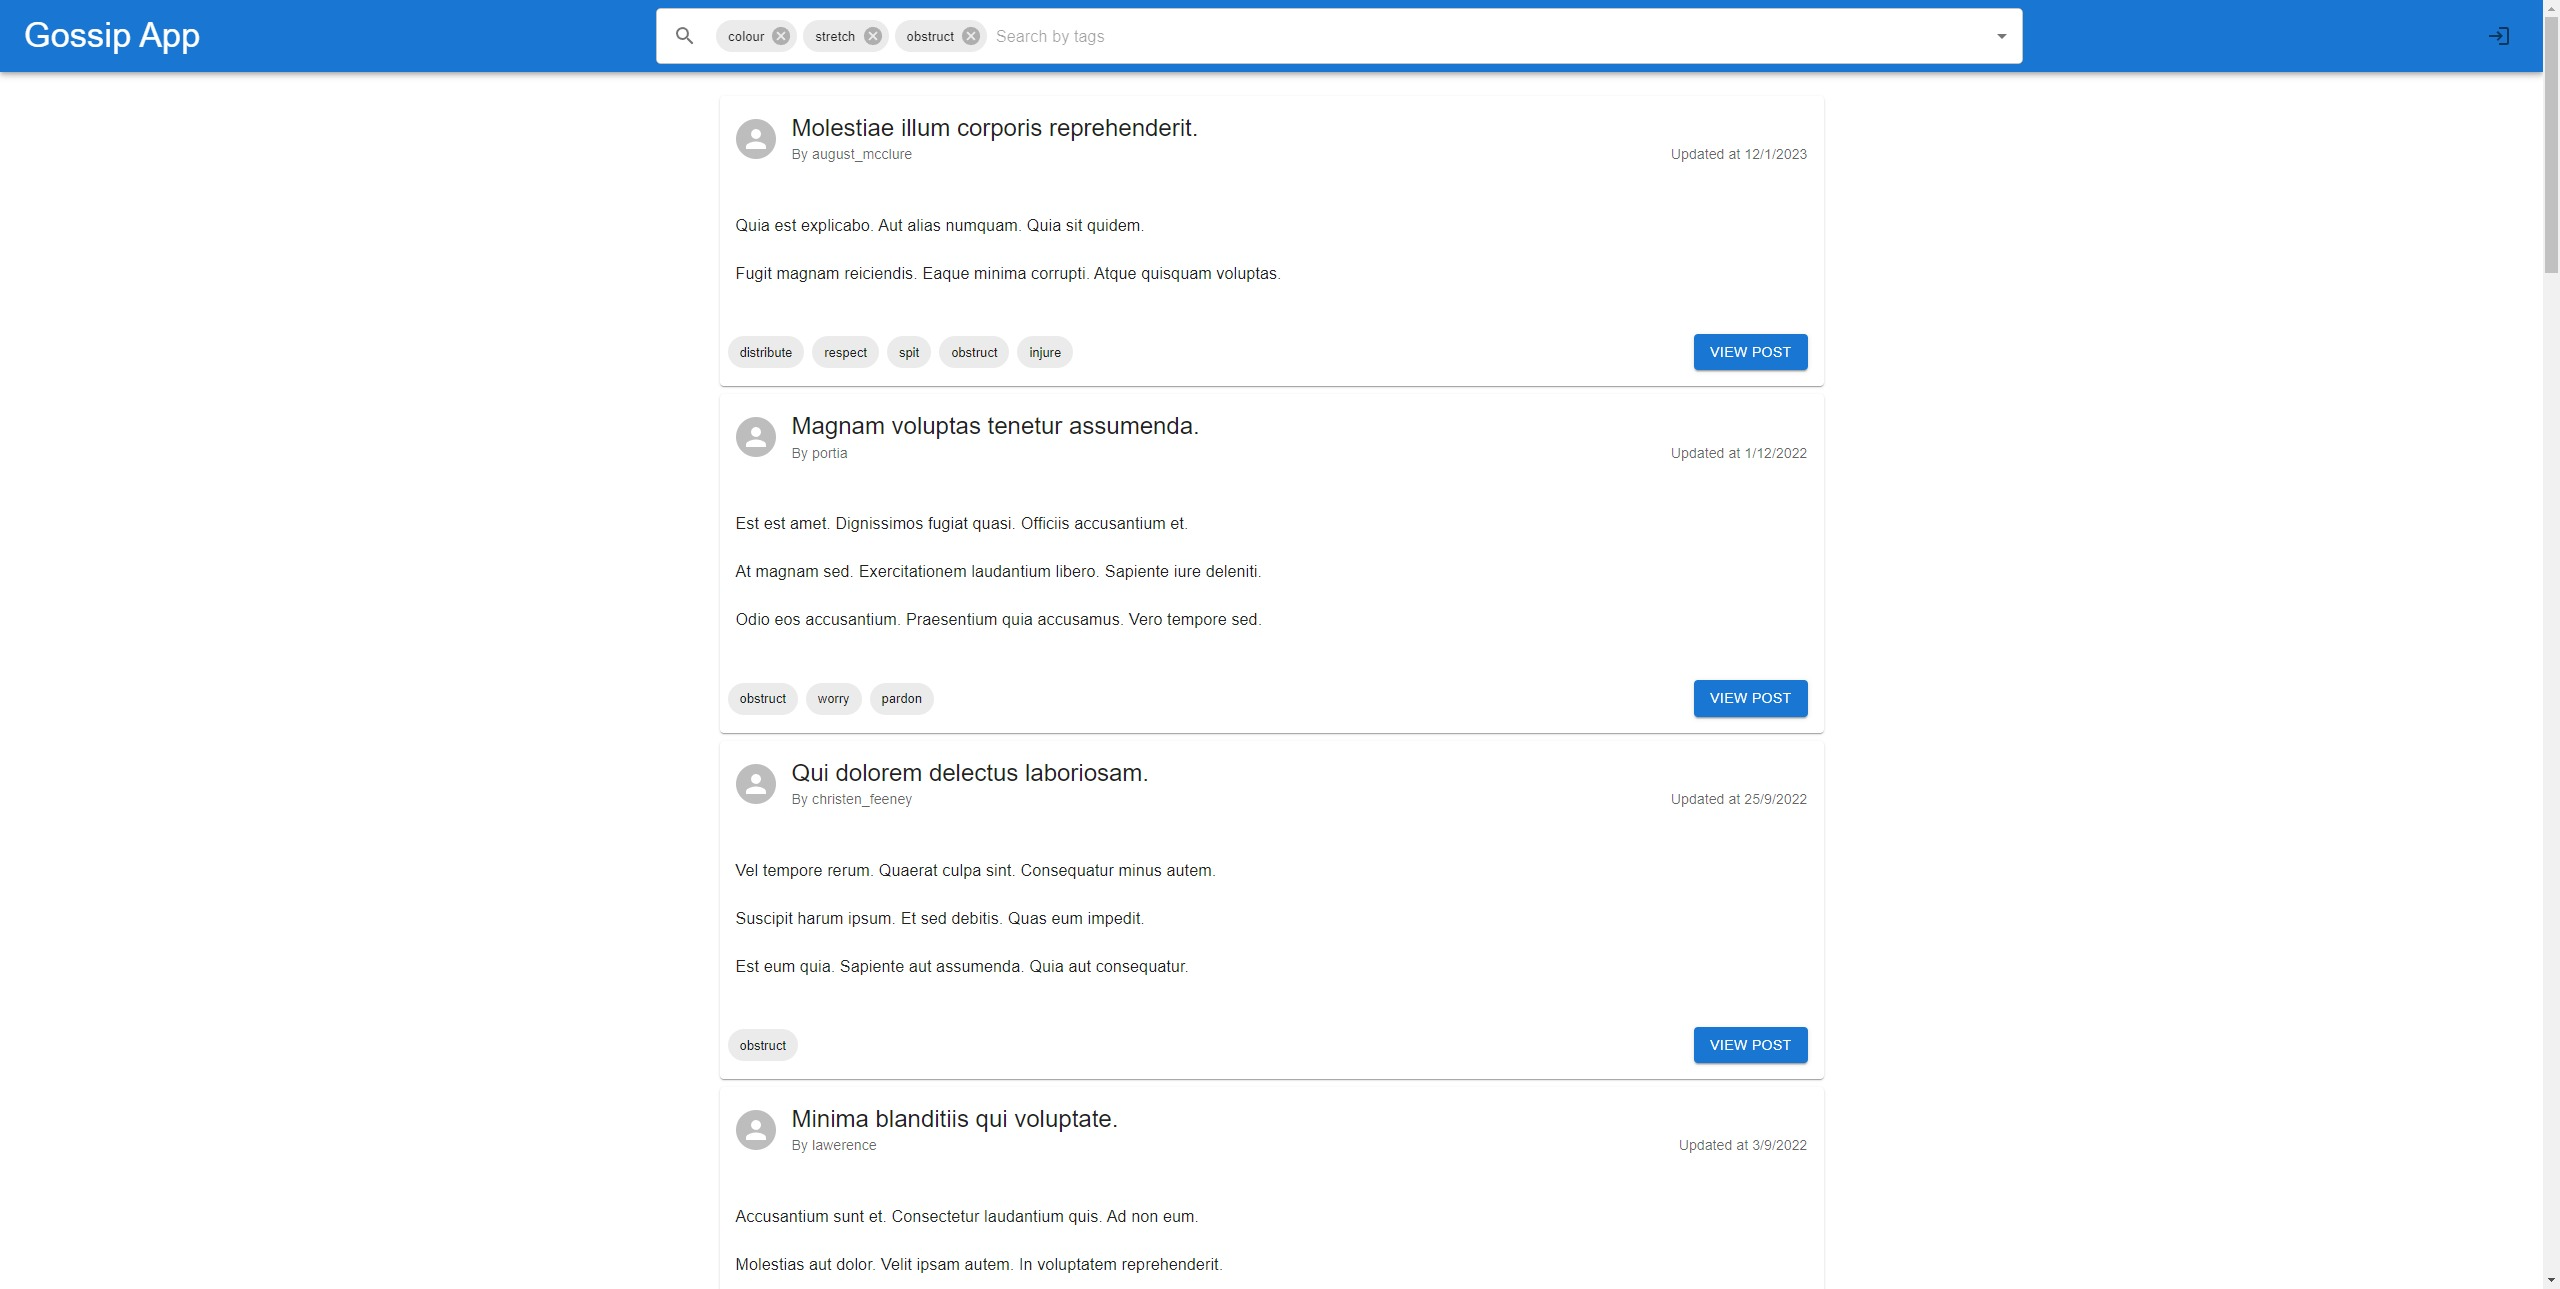 Gossip App
colour stretch obstruct Search by tags
Molestiae illum corporis reprehenderit.
By august_mcclure Updated at 12/1/2023
Quia est explicabo. Aut alias numquam. Quia sit quidem.
Fugit magnam reiciendis. Eaque minima corrupti. Atque quisquam voluptas.
distribute respect spit obstruct injure VIEW POST
Magnam voluptas tenetur assumenda.
By portia Updated at 1/12/2022
Est est amet. Dignissimos fugiat quasi. Officiis accusantium et.
At magnam sed. Exercitationem laudantium libero. Sapiente iure deleniti.
Odio eos accusantium. Praesentium quia accusamus. Vero tempore sed.
obstruct worry pardon VIEW POST
Qui dolorem delectus laboriosam.
By christen_feeney Updated at 25/9/2022
Vel tempore rerum. Quaerat culpa sint. Consequatur minus autem.
Suscipit harum ipsum. Et sed debitis. Quas eum impedit.
Est eum quia. Sapiente aut assumenda. Quia aut consequatur.
obstruct VIEW POST
Minima blanditiis qui voluptate.
By lawerence Updated at 3/9/2022
Accusantium sunt et. Consectetur laudantium quis. Ad non eum.
Molestias aut dolor. Velit ipsam autem. In voluptatem reprehenderit.